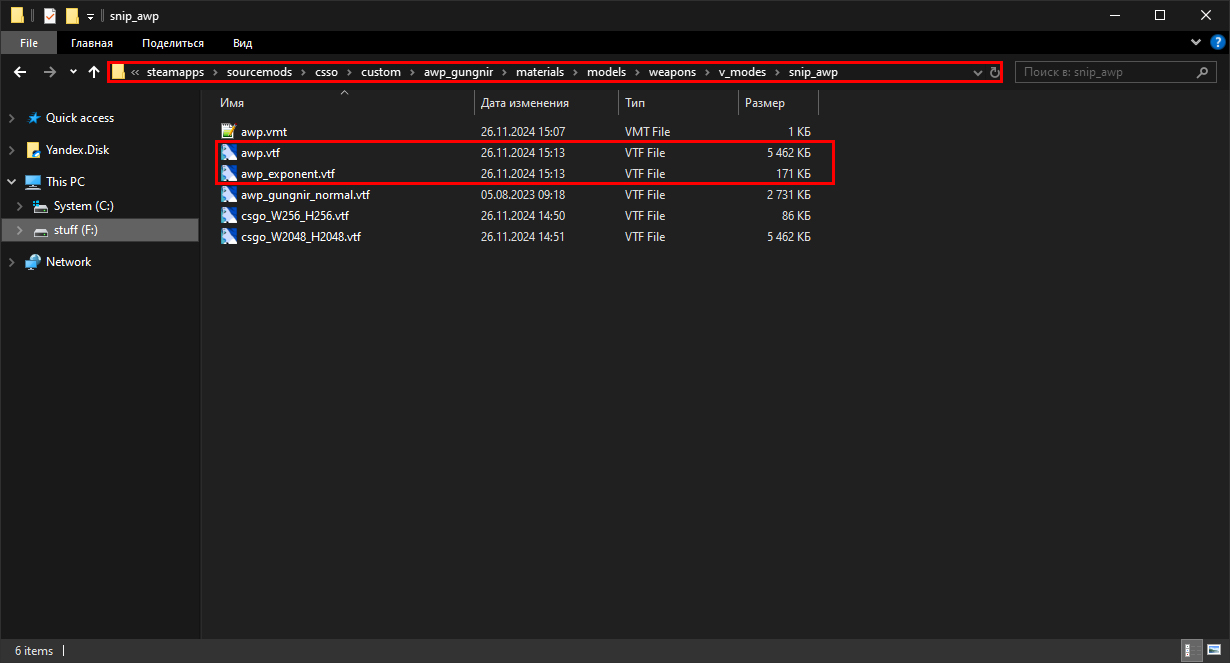 snip_awp
File Главная Поделиться Вид
« steamapps › sourcemods › csso › custom › awp_gungnir › materials › models › weapons › v_modes › snip_awp
Поиск в: snip_awp
Quick access
Yandex.Disk
This PC
System (C:)
stuff (F:)
Network
Имя Дата изменения Тип Размер
awp.vmt 26.11.2024 15:07 VMT File 1 КБ
awp.vtf 26.11.2024 15:13 VTF File 5 462 КБ
awp_exponent.vtf 26.11.2024 15:13 VTF File 171 КБ
awp_gungnir_normal.vtf 05.08.2023 09:18 VTF File 2 731 КБ
csgo_W256_H256.vtf 26.11.2024 14:50 VTF File 86 КБ
csgo_W2048_H2048.vtf 26.11.2024 14:51 VTF File 5 462 КБ
6 items